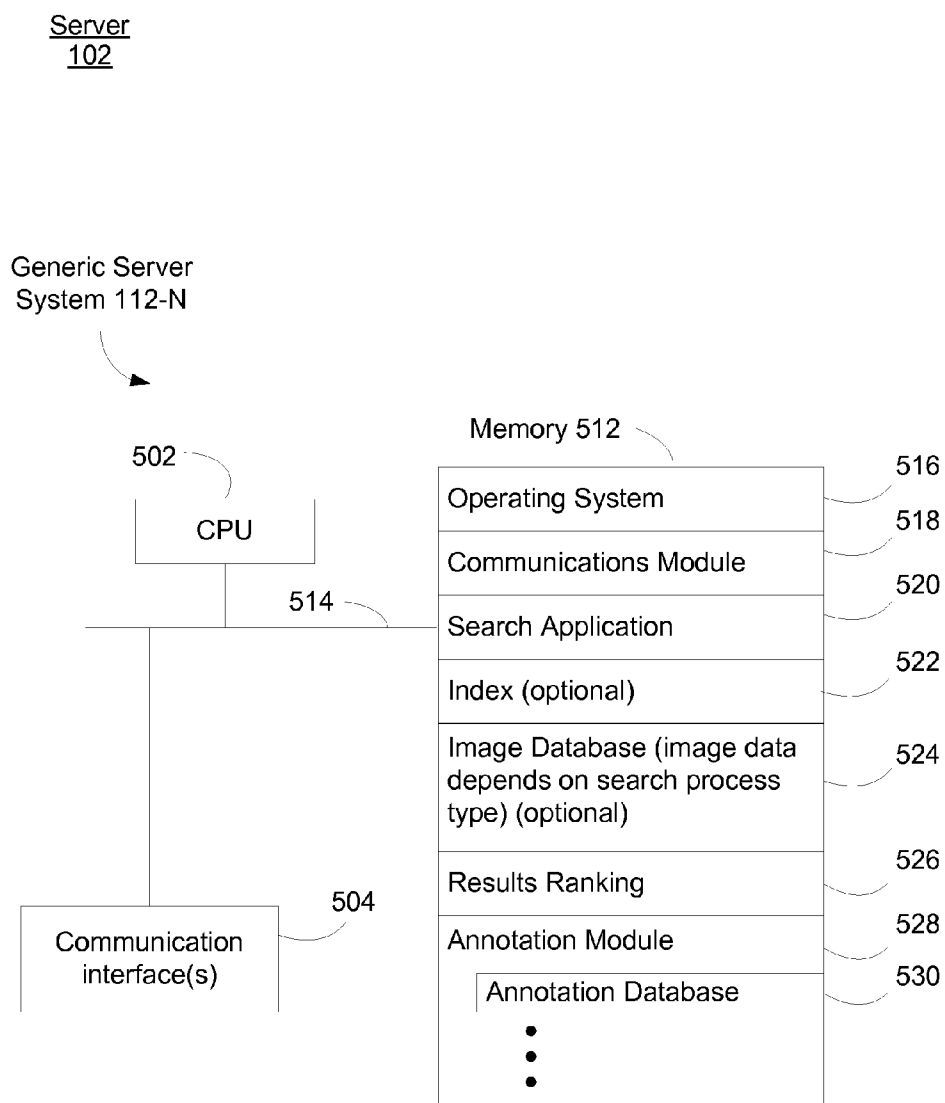 Server
102
Generic Server
System 112-N
502
CPU
514
Communication
interface(s)
504
Memory 512
Operating System
516
Communications Module
518
Search Application
520
Index (optional)
522
Image Database (image data
depends on search process
type) (optional)
524
Results Ranking
526
Annotation Module
528
Annotation Database
530